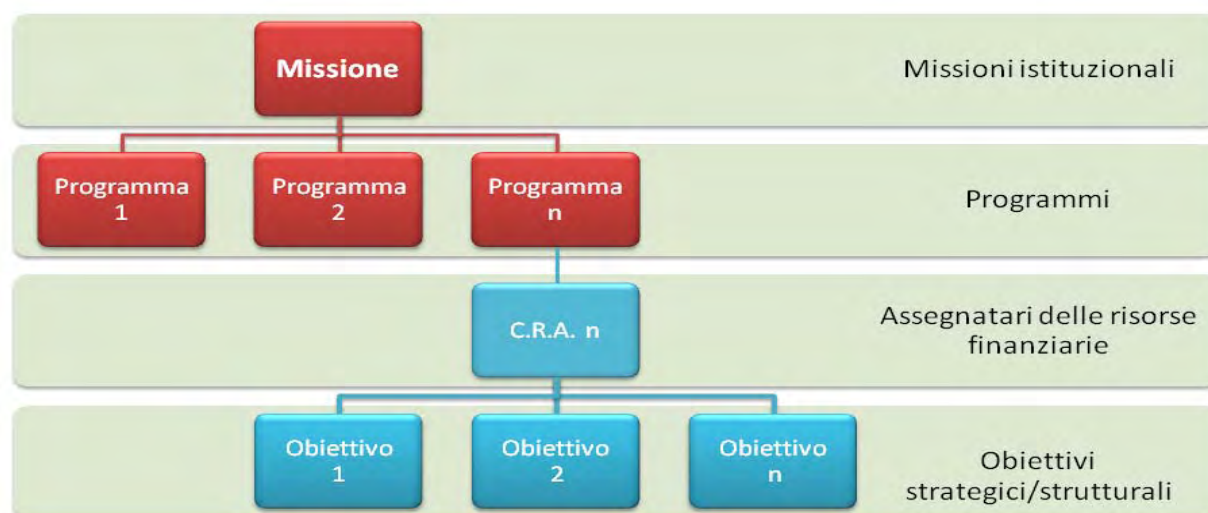 Missione
Missioni istituzionali
Programma
1
Programma
2
Programma
n
Programmi
C.R.A. n
Assegnatari delle risorse
finanziarie
Obiettivo
1
Obiettivo
2
Obiettivo
n
Obiettivi
strategici/strutturali